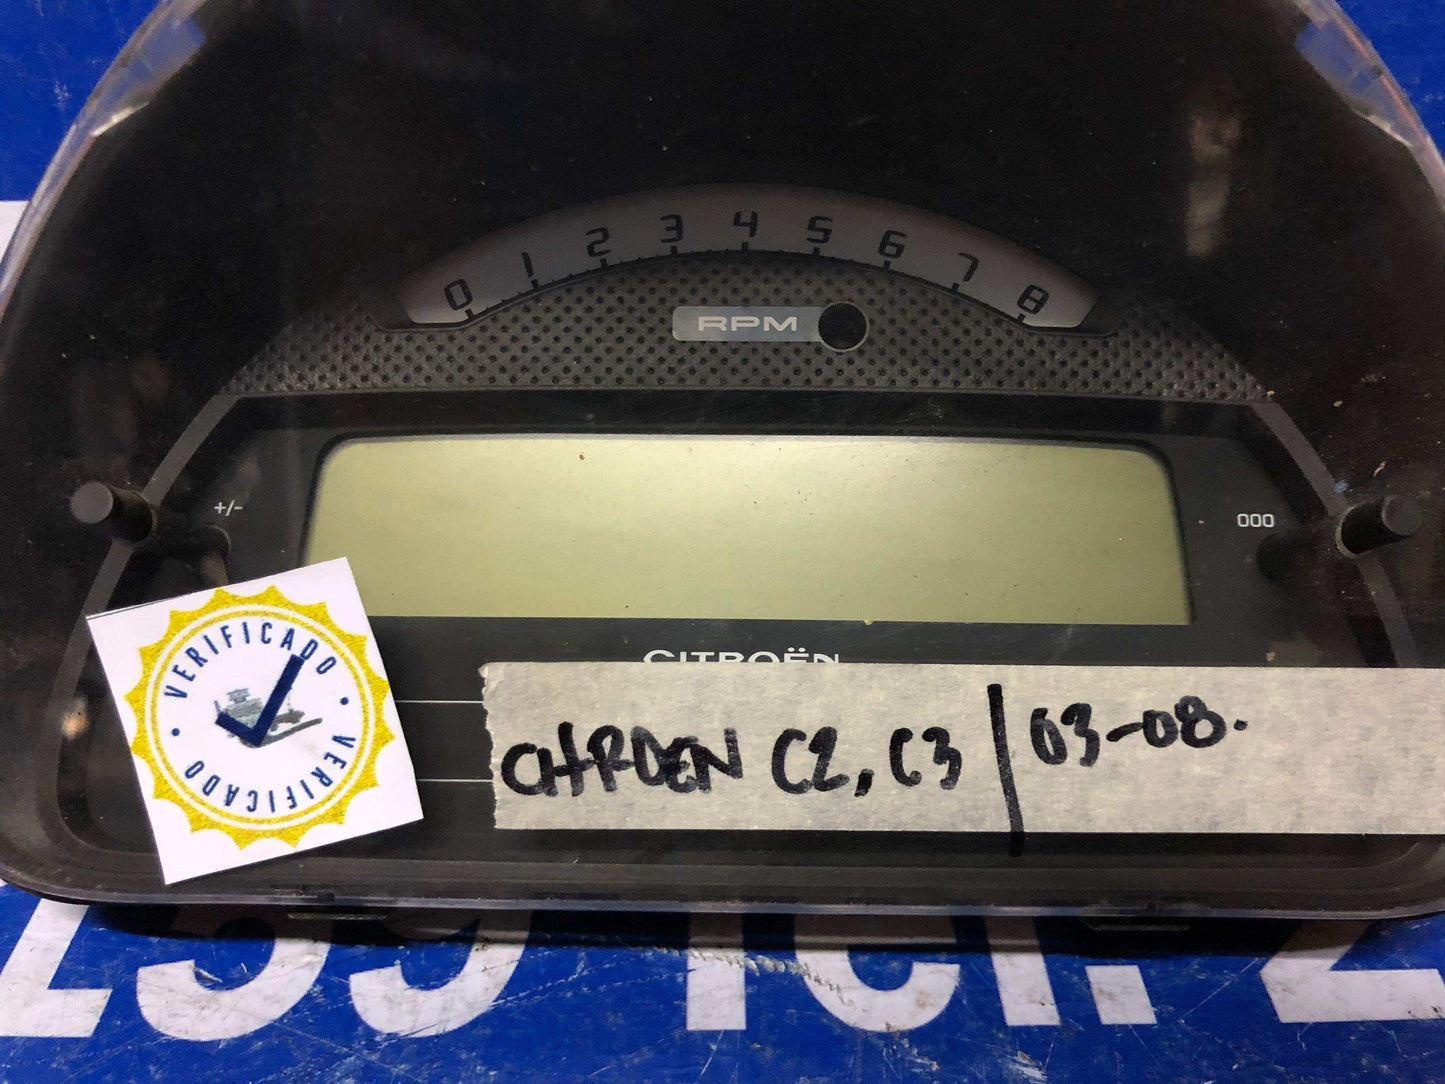 0 1 2 3 4 5 6 7 8
RPM
+/-
000
CITROËN
VERIFICADO • VERIFICADO •
CITROEN C2, C3 | 03-08.